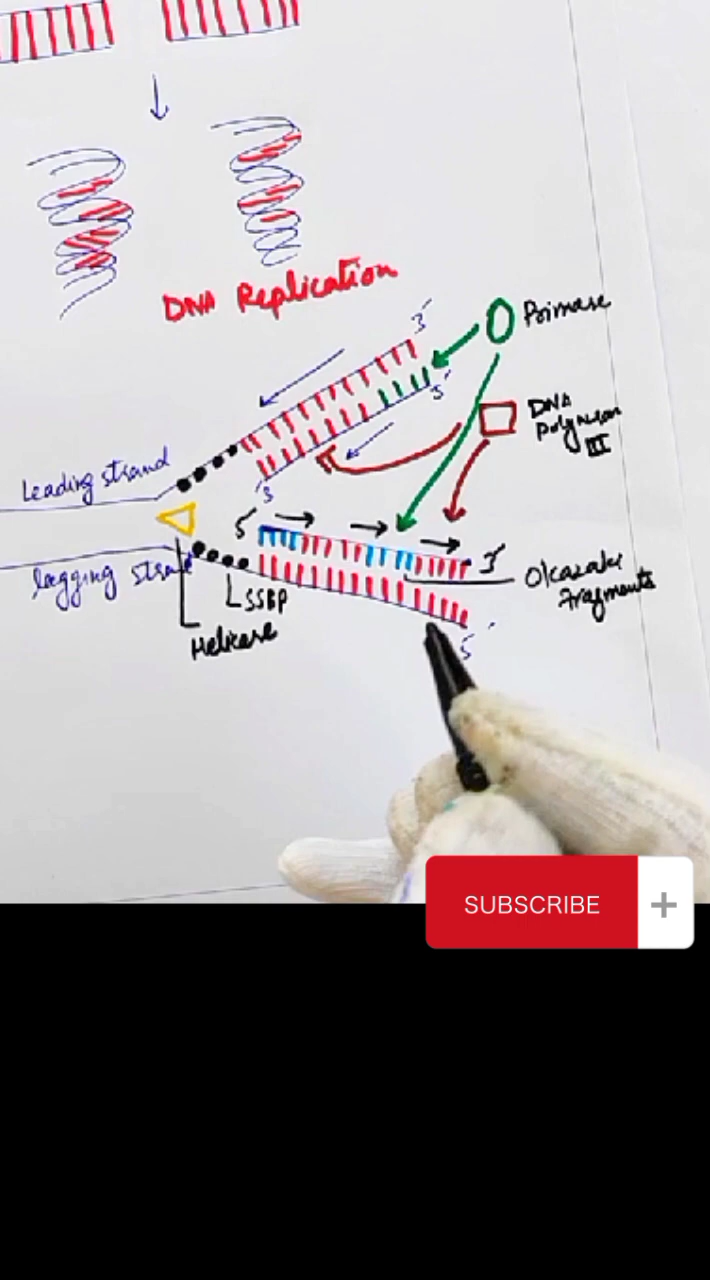 DNA Replication
3'
Primase
5'
DNA
Polymerase
III
Leading strand
3'
5'
3'
lagging strand
Okazaki
fragments
SSBP
Helicase
5'
SUBSCRIBE +